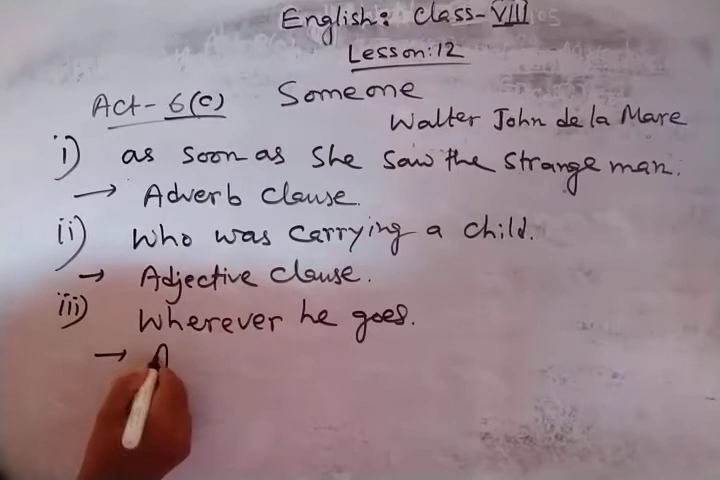 English: Class-VIII
Lesson:12
Act-6(c) Someone
Walter John de la Mare
i) as soon as she saw the strange man.
→ Adverb Clause.
ii) Who was carrying a child.
→ Adjective Clause.
iii) Wherever he goes.
→ A